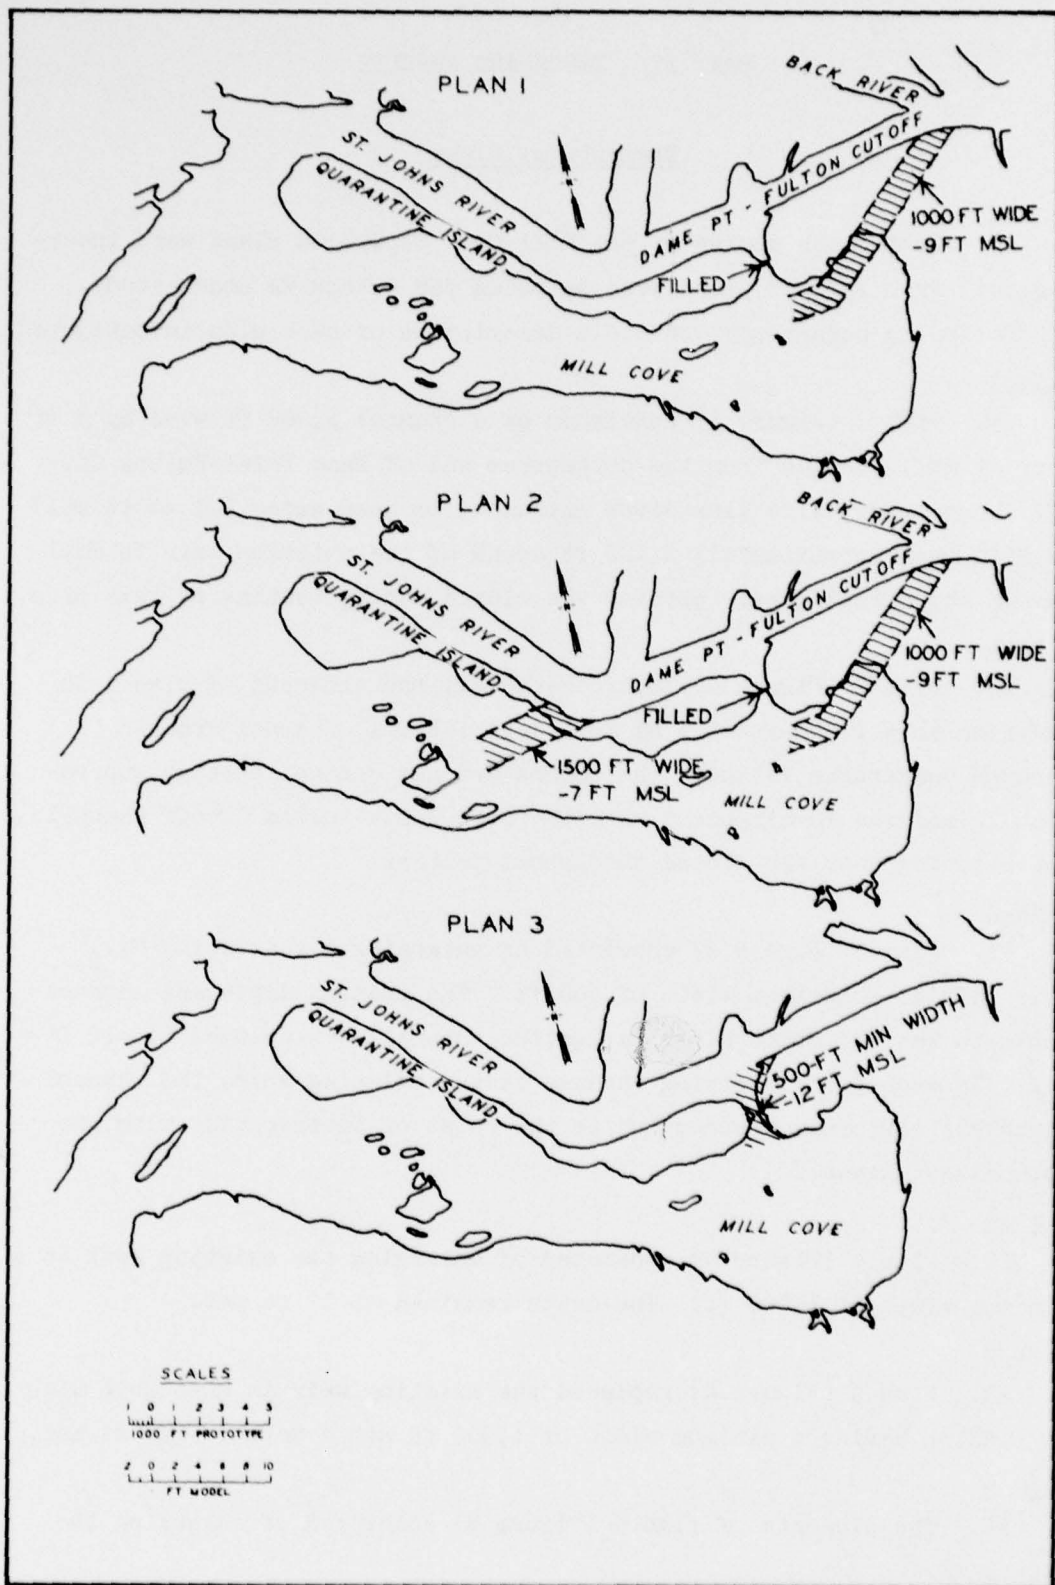 PLAN 1
BACK RIVER
ST. JOHNS RIVER
QUARANTINE ISLAND
DAME PT - FULTON CUTOFF
1000 FT WIDE
-9 FT MSL
FILLED
MILL COVE
PLAN 2
BACK RIVER
ST. JOHNS RIVER
QUARANTINE ISLAND
DAME PT - FULTON CUTOFF
1000 FT WIDE
-9 FT MSL
FILLED
1500 FT WIDE
-7 FT MSL
MILL COVE
PLAN 3
ST. JOHNS RIVER
QUARANTINE ISLAND
500-FT MIN WIDTH
-12 FT MSL
MILL COVE
SCALES
1 0 1 2 3 4 5
1000 FT PROTOTYPE
2 0 2 4 6 8 10
FT MODEL